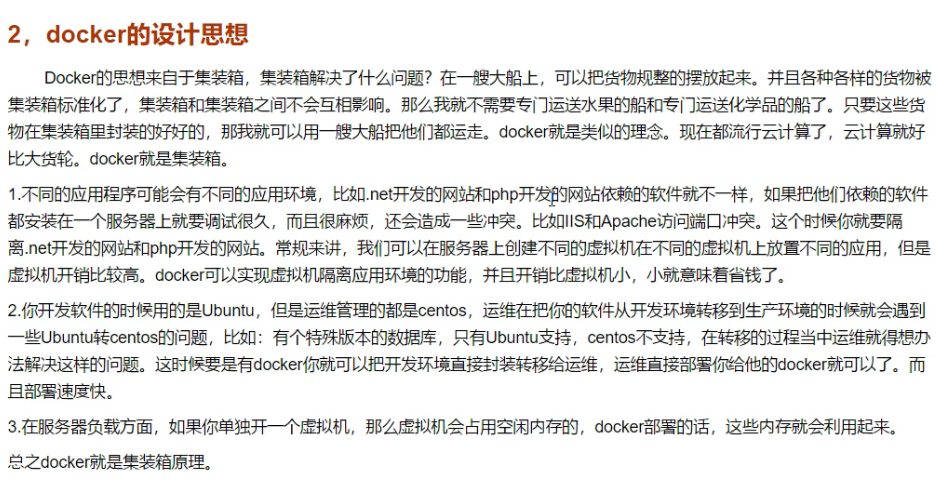 2，docker的设计思想
Docker的思想来自于集装箱，集装箱解决了什么问题？在一艘大船上，可以把货物规整的摆放起来。并且各种各样的货物被
集装箱标准化了，集装箱和集装箱之间不会互相影响。那么我就不需要专门运送水果的船和专门运送化学品的船了。只要这些货
物在集装箱里封装的好好的，那我就可以用一艘大船把他们都运走。docker就是类似的理念。现在都流行云计算了，云计算就好
比大货轮。docker就是集装箱。
1.不同的应用程序可能会有不同的应用环境，比如.net开发的网站和php开发的网站依赖的软件就不一样，如果把他们依赖的软件
都安装在一个服务器上就要调试很久，而且很麻烦，还会造成一些冲突。比如IIS和Apache访问端口冲突。这个时候你就要隔
离.net开发的网站和php开发的网站。常规来讲，我们可以在服务器上创建不同的虚拟机在不同的虚拟机上放置不同的应用，但是
虚拟机开销比较高。docker可以实现虚拟机隔离应用环境的功能，并且开销比虚拟机小，小就意味着省钱了。
2.你开发软件的时候用的是Ubuntu，但是运维管理的都是centos，运维在把你的软件从开发环境转移到生产环境的时候就会遇到
一些Ubuntu转centos的问题，比如：有个特殊版本的数据库，只有Ubuntu支持，centos不支持，在转移的过程当中运维就得想办
法解决这样的问题。这时候要是有docker你就可以把开发环境直接封装转移给运维，运维直接部署你给他的docker就可以了。而
且部署速度快。
3.在服务器负载方面，如果你单独开一个虚拟机，那么虚拟机会占用空闲内存的，docker部署的话，这些内存就会利用起来。
总之docker就是集装箱原理。